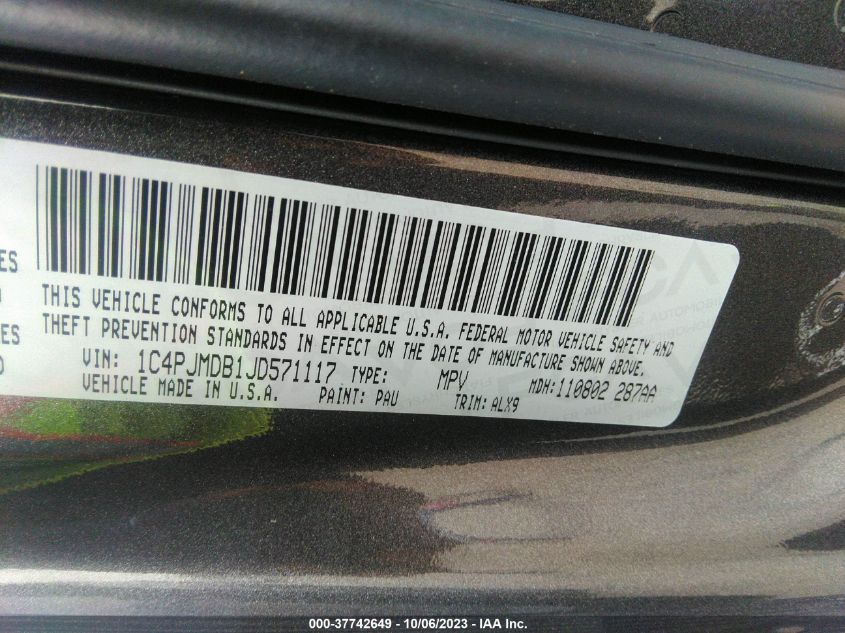 ES
ES
D
THIS VEHICLE CONFORMS TO ALL APPLICABLE U.S.A. FEDERAL MOTOR VEHICLE SAFETY AND
THEFT PREVENTION STANDARDS IN EFFECT ON THE DATE OF MANUFACTURE SHOWN ABOVE.
VIN: 1C4PJMDB1JD571117 TYPE: MPV MDH:110802 287AA
VEHICLE MADE IN U.S.A. PAINT: PAU TRIM: ALX9
000-37742649 - 10/06/2023 - IAA Inc.